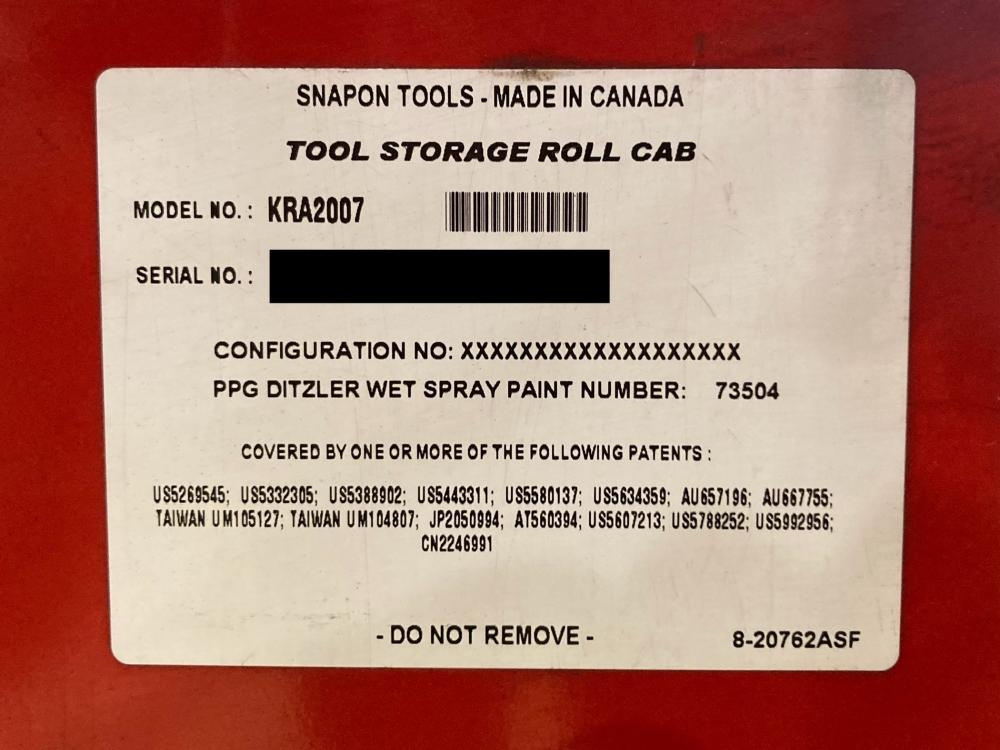 SNAPON TOOLS - MADE IN CANADA
TOOL STORAGE ROLL CAB
MODEL NO. : KRA2007
SERIAL NO. :
CONFIGURATION NO: XXXXXXXXXXXXXXXXXXX
PPG DITZLER WET SPRAY PAINT NUMBER: 73504
COVERED BY ONE OR MORE OF THE FOLLOWING PATENTS :
US5269545; US5332305; US5388902; US5443311; US5580137; US5634359; AU657196; AU667755;
TAIWAN UM105127; TAIWAN UM104807; JP2050994; AT560394; US5607213; US5788252; US5992956;
CN2246991
- DO NOT REMOVE -
8-20762ASF